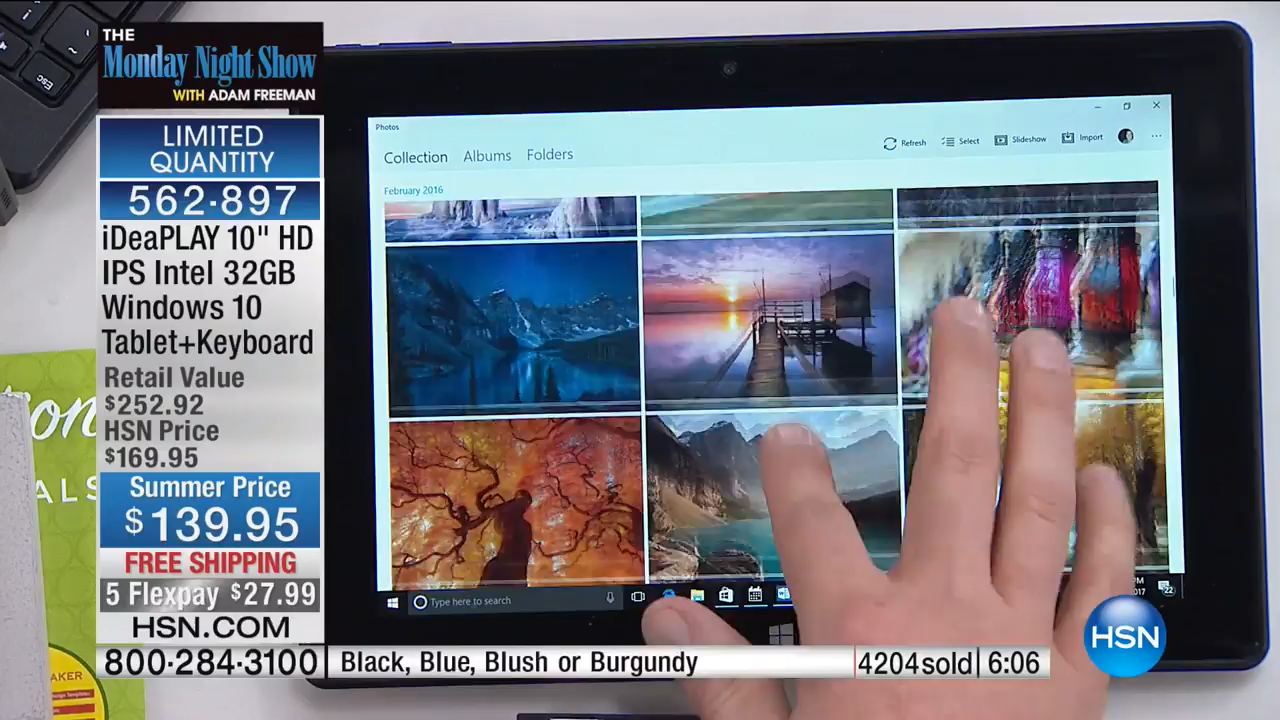 THE
Monday Night Show
WITH ADAM FREEMAN
LIMITED
QUANTITY
562-897
iDeaPLAY 10" HD
IPS Intel 32GB
Windows 10
Tablet+Keyboard
Retail Value
$252.92
HSN Price
$169.95
Summer Price
$139.95
FREE SHIPPING
5 Flexpay $27.99
HSN.COM
800-284-3100
Black, Blue, Blush or Burgundy
4204sold
6:06
HSN
Esc
Photos
Collection Albums Folders
Refresh Select Slideshow Import
February 2016
Type here to search
22
ALS
AKER